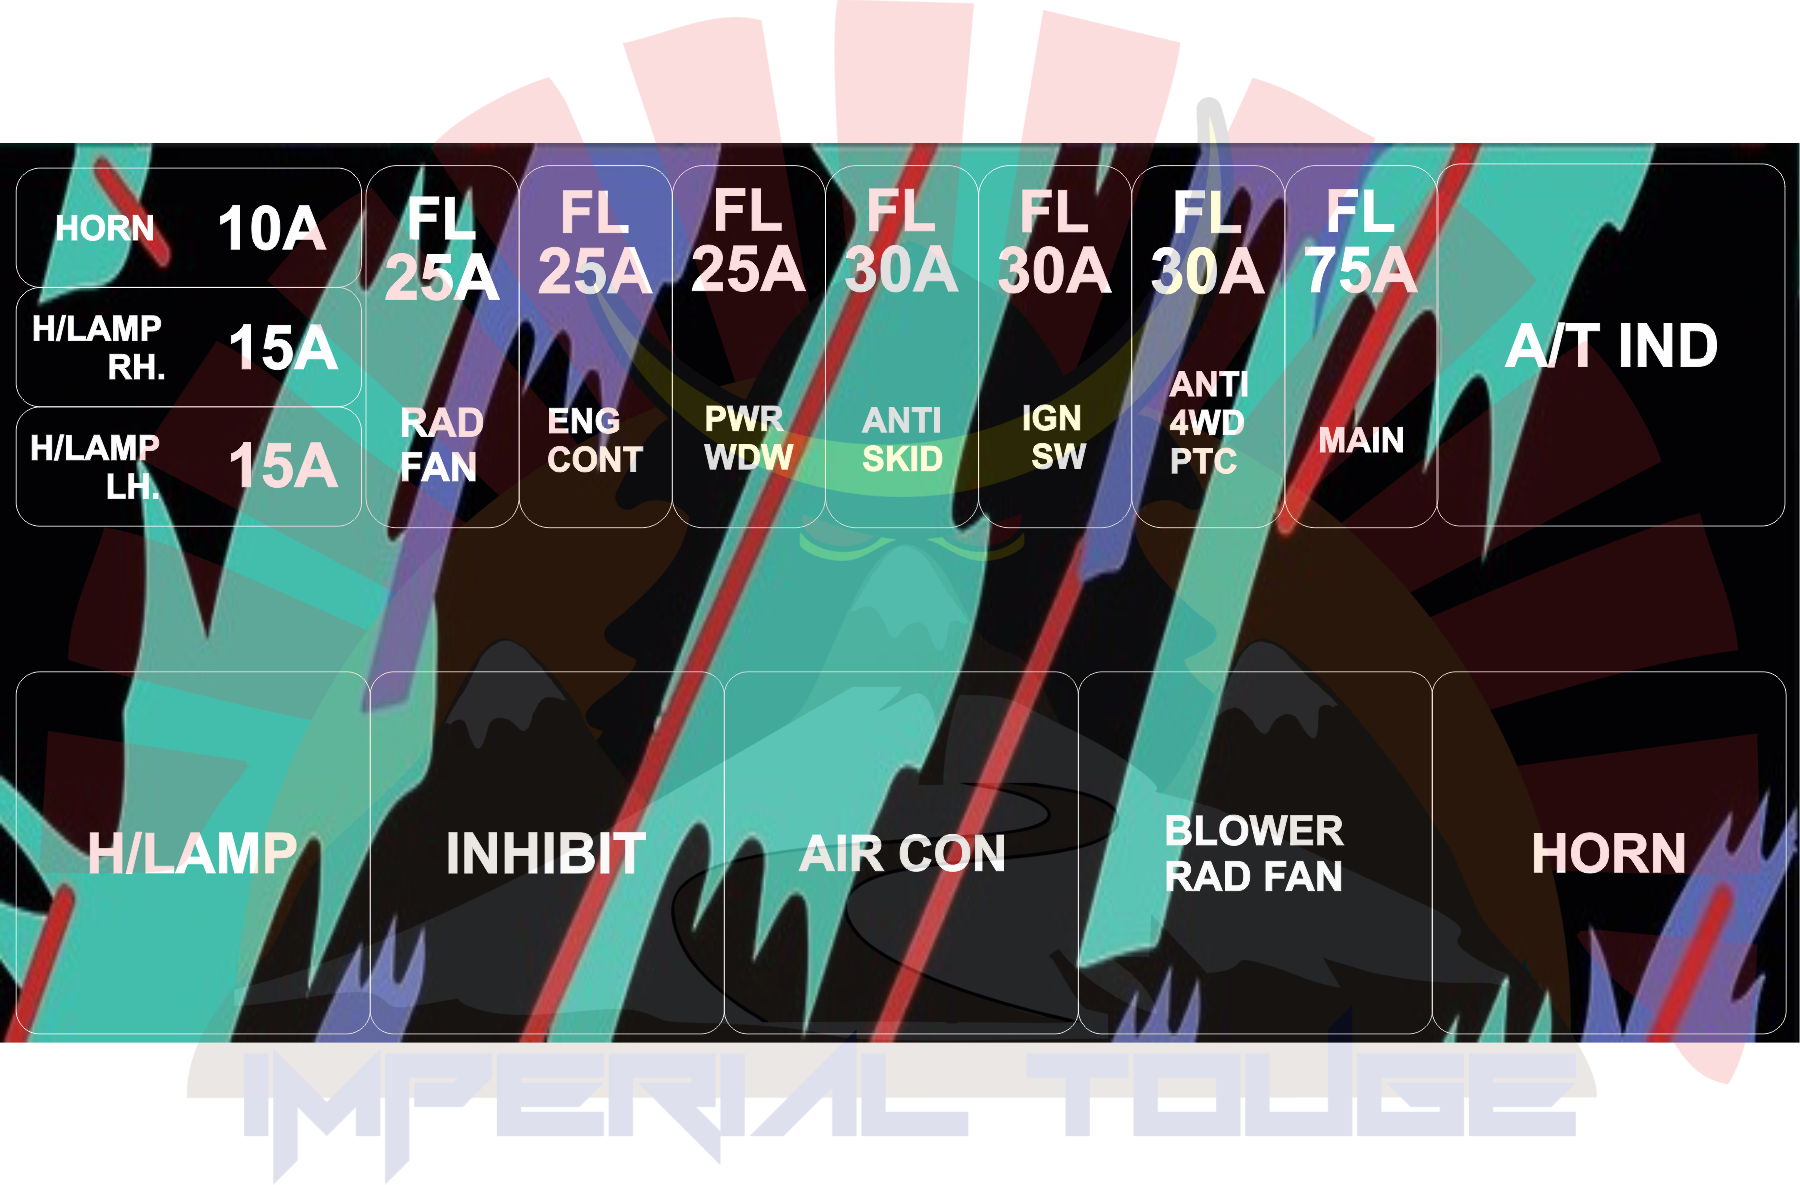 HORN 10A
H/LAMP
RH. 15A
H/LAMP
LH. 15A
FL
25A
RAD
FAN
FL
25A
ENG
CONT
FL
25A
PWR
WDW
FL
30A
ANTI
SKID
FL
30A
IGN
SW
FL
30A
ANTI
4WD
PTC
FL
75A
MAIN
A/T IND
H/LAMP
INHIBIT
AIR CON
BLOWER
RAD FAN
HORN
IMPERIAL TOUGE